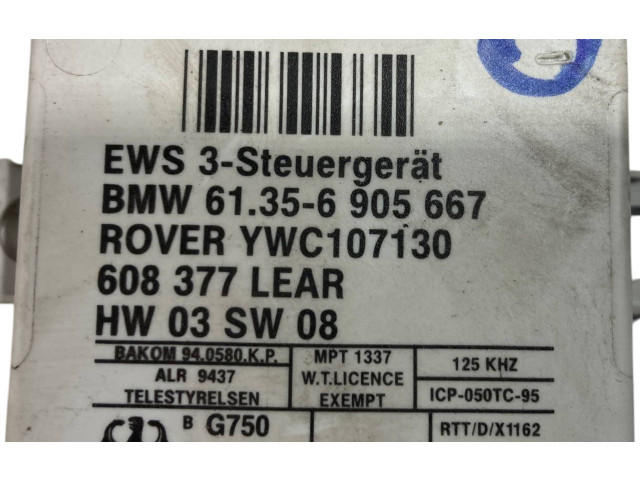 EWS 3-Steuergerät
BMW 61.35-6 905 667
ROVER YWC107130
608 377 LEAR
HW 03 SW 08
BAKOM 94.0580.K.P.
ALR 9437
TELESTYRELSEN
MPT 1337
W.T.LICENCE
EXEMPT
125 KHZ
ICP-050TC-95
B G750
RTT/D/X1162